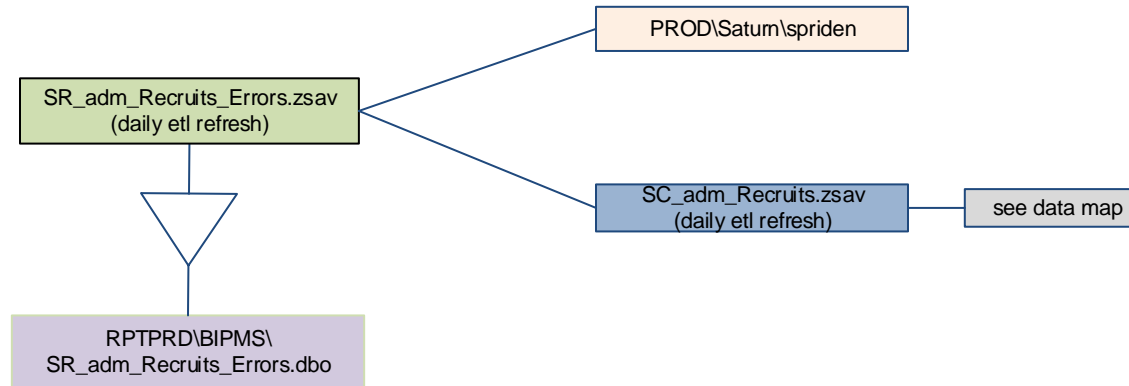 PROD\Saturn\spriden
SR_adm_Recruits_Errors.zsav
(daily etl refresh)
SC_adm_Recruits.zsav
(daily etl refresh)
see data map
RPTPRD\BIPMS\
SR_adm_Recruits_Errors.dbo